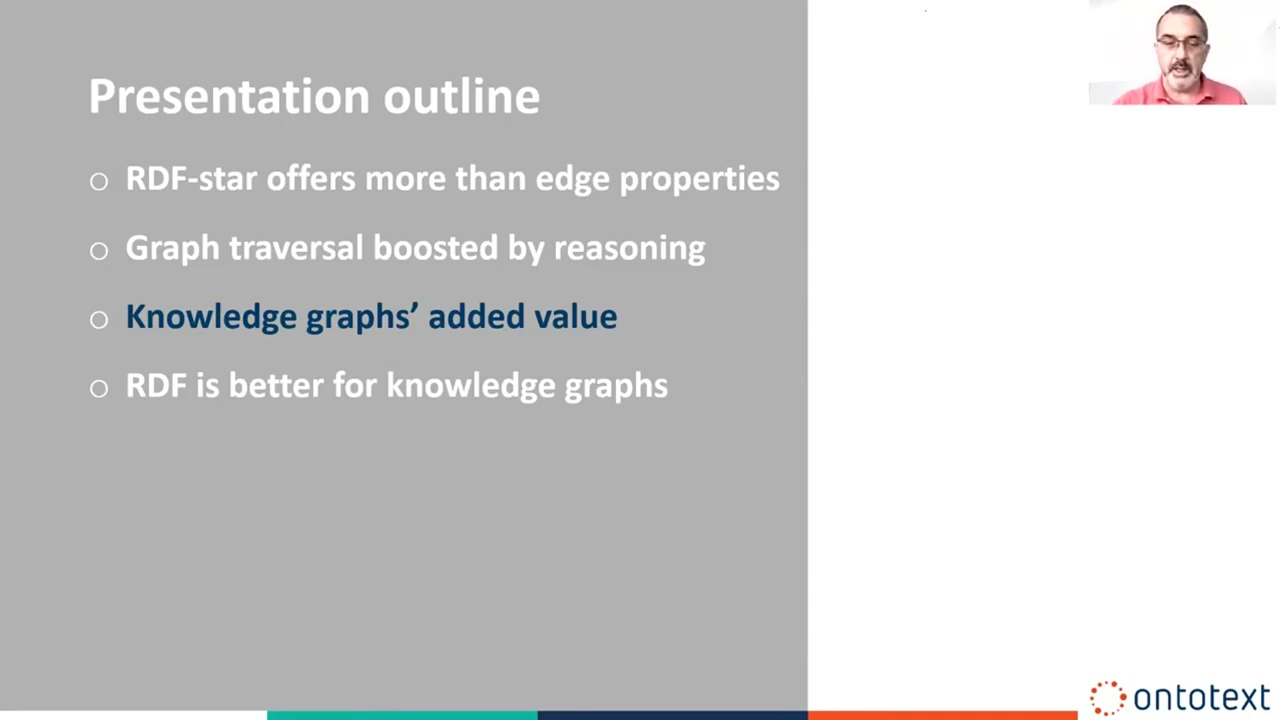 Presentation outline
RDF-star offers more than edge properties
Graph traversal boosted by reasoning
Knowledge graphs’ added value
RDF is better for knowledge graphs
ontotext